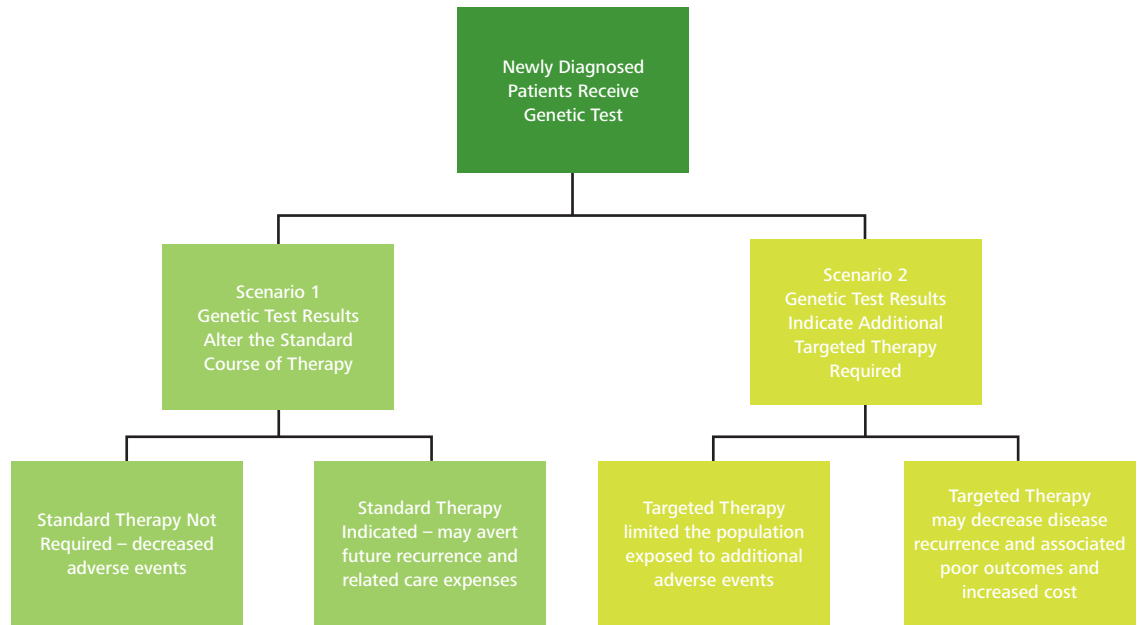 Newly Diagnosed
Patients Receive
Genetic Test
Scenario 1
Genetic Test Results
Alter the Standard
Course of Therapy
Scenario 2
Genetic Test Results
Indicate Additional
Targeted Therapy
Required
Standard Therapy Not
Required – decreased
adverse events
Standard Therapy
Indicated – may avert
future recurrence and
related care expenses
Targeted Therapy
limited the population
exposed to additional
adverse events
Targeted Therapy
may decrease disease
recurrence and associated
poor outcomes and
increased cost